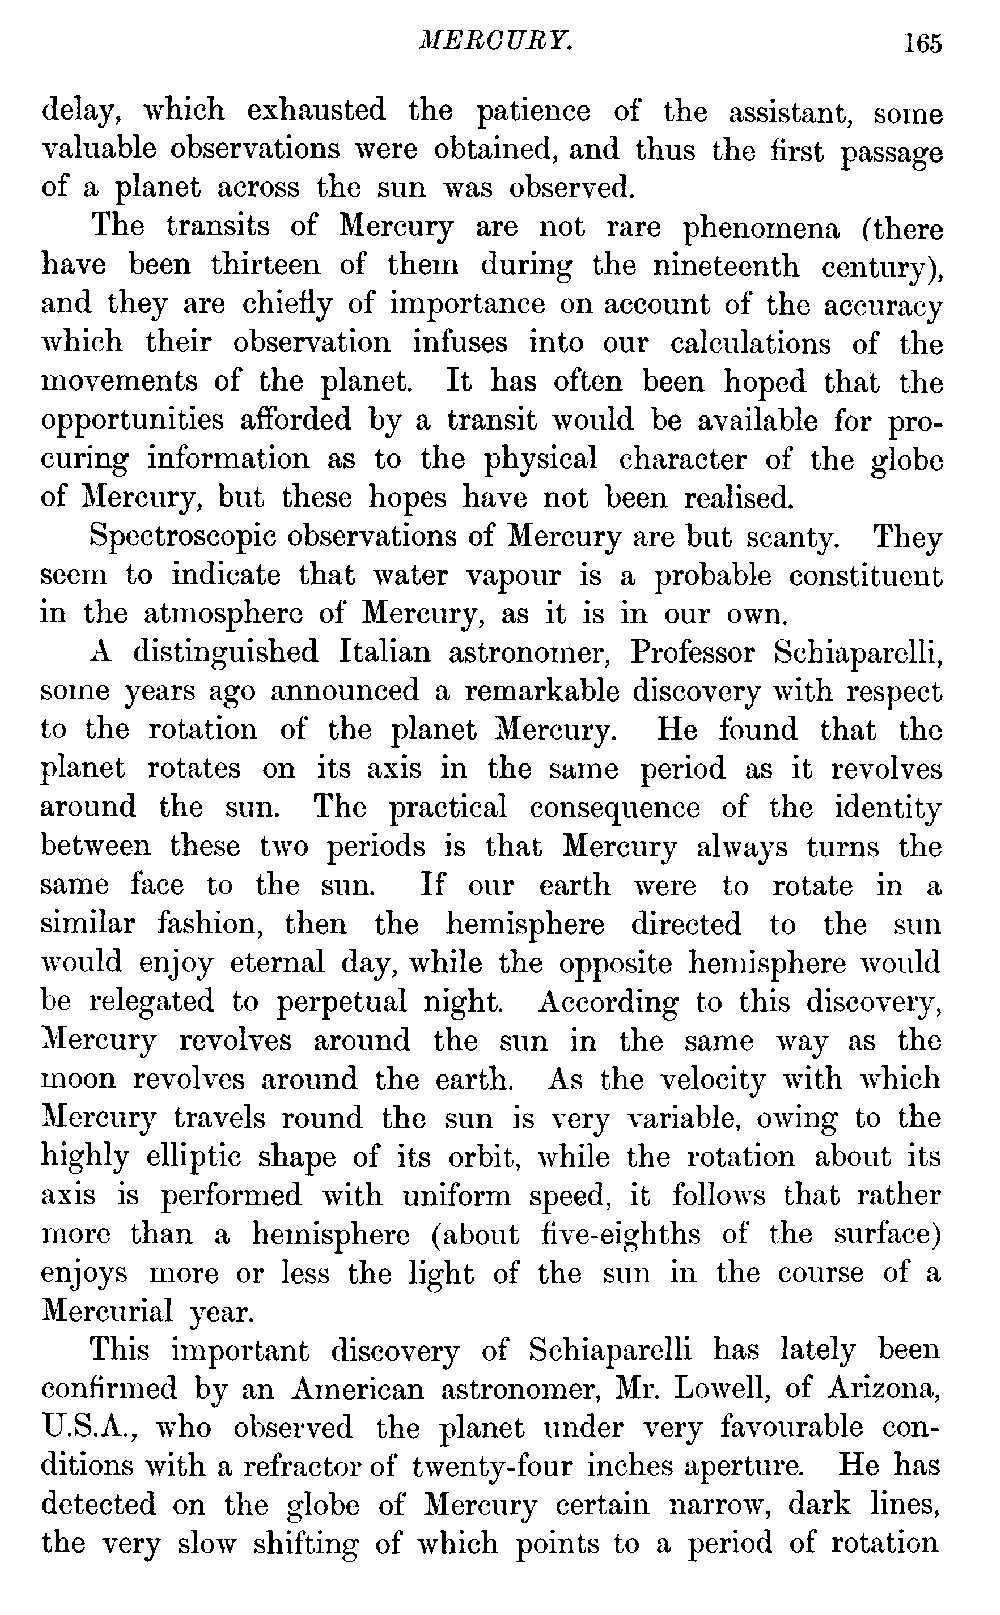 MERCURY. 165
delay, which exhausted the patience of the assistant, some
valuable observations were obtained, and thus the first passage
of a planet across the sun was observed.
The transits of Mercury are not rare phenomena (there
have been thirteen of them during the nineteenth century),
and they are chiefly of importance on account of the accuracy
which their observation infuses into our calculations of the
movements of the planet. It has often been hoped that the
opportunities afforded by a transit would be available for pro-
curing information as to the physical character of the globe
of Mercury, but these hopes have not been realised.
Spectroscopic observations of Mercury are but scanty. They
seem to indicate that water vapour is a probable constituent
in the atmosphere of Mercury, as it is in our own.
A distinguished Italian astronomer, Professor Schiaparelli,
some years ago announced a remarkable discovery with respect
to the rotation of the planet Mercury. He found that the
planet rotates on its axis in the same period as it revolves
around the sun. The practical consequence of the identity
between these two periods is that Mercury always turns the
same face to the sun. If our earth were to rotate in a
similar fashion, then the hemisphere directed to the sun
would enjoy eternal day, while the opposite hemisphere would
be relegated to perpetual night. According to this discovery,
Mercury revolves around the sun in the same way as the
moon revolves around the earth. As the velocity with which
Mercury travels round the sun is very variable, owing to the
highly elliptic shape of its orbit, while the rotation about its
axis is performed with uniform speed, it follows that rather
more than a hemisphere (about five-eighths of the surface)
enjoys more or less the light of the sun in the course of a
Mercurial year.
This important discovery of Schiaparelli has lately been
confirmed by an American astronomer, Mr. Lowell, of Arizona,
U.S.A., who observed the planet under very favourable con-
ditions with a refractor of twenty-four inches aperture. He has
detected on the globe of Mercury certain narrow, dark lines,
the very slow shifting of which points to a period of rotation